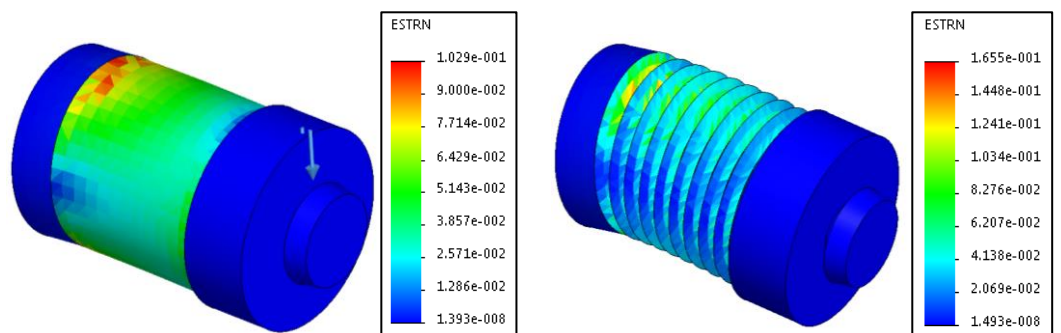 ESTRN
1.029e-001
9.000e-002
7.714e-002
6.429e-002
5.143e-002
3.857e-002
2.571e-002
1.286e-002
1.393e-008
ESTRN
1.655e-001
1.448e-001
1.241e-001
1.034e-001
8.276e-002
6.207e-002
4.138e-002
2.069e-002
1.493e-008